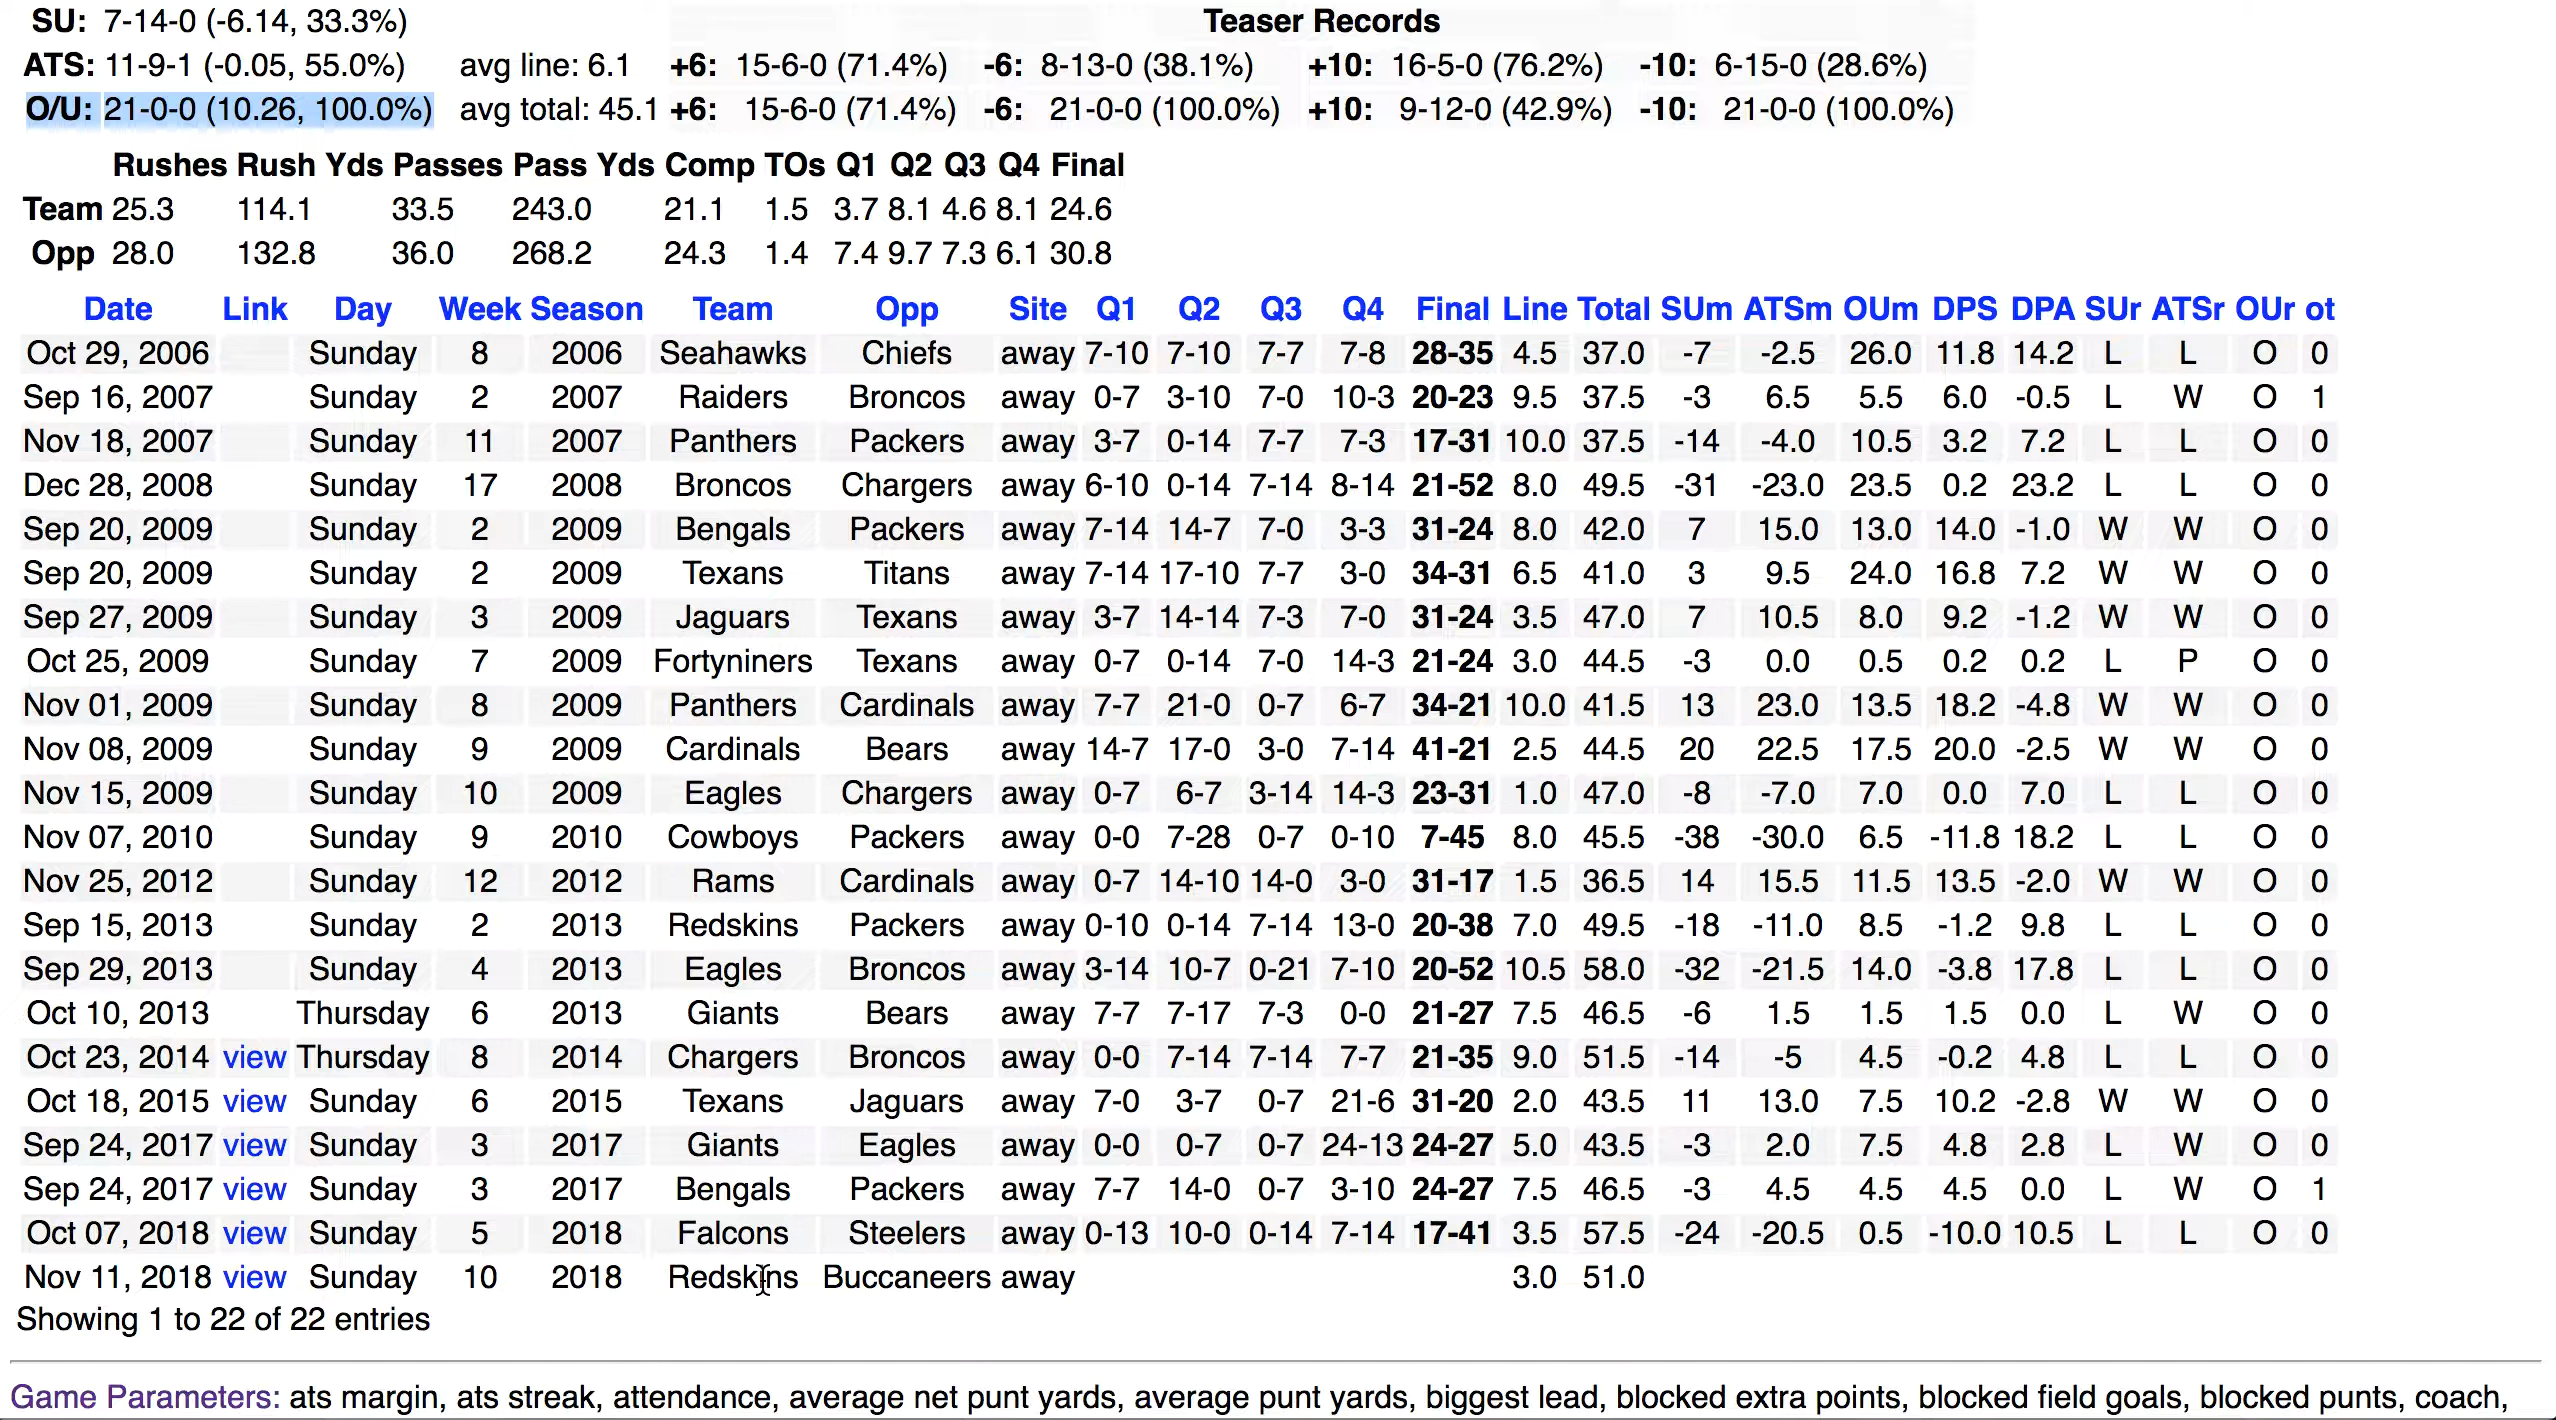 SU: 7-14-0 (-6.14, 33.3%) Teaser Records
ATS: 11-9-1 (-0.05, 55.0%) avg line: 6.1 +6: 15-6-0 (71.4%) -6: 8-13-0 (38.1%) +10: 16-5-0 (76.2%) -10: 6-15-0 (28.6%)
O/U: 21-0-0 (10.26, 100.0%) avg total: 45.1 +6: 15-6-0 (71.4%) -6: 21-0-0 (100.0%) +10: 9-12-0 (42.9%) -10: 21-0-0 (100.0%)
Rushes Rush Yds Passes Pass Yds Comp TOs Q1 Q2 Q3 Q4 Final
Team 25.3 114.1 33.5 243.0 21.1 1.5 3.7 8.1 4.6 8.1 24.6
Opp 28.0 132.8 36.0 268.2 24.3 1.4 7.4 9.7 7.3 6.1 30.8
Date Link Day Week Season Team Opp Site Q1 Q2 Q3 Q4 Final Line Total SUm ATSm OUm DPS DPA SUr ATSr OUr ot
Oct 29, 2006 Sunday 8 2006 Seahawks Chiefs away 7-10 7-10 7-7 7-8 28-35 4.5 37.0 -7 -2.5 26.0 11.8 14.2 L L O 0
Sep 16, 2007 Sunday 2 2007 Raiders Broncos away 0-7 3-10 7-0 10-3 20-23 9.5 37.5 -3 6.5 5.5 6.0 -0.5 L W O 1
Nov 18, 2007 Sunday 11 2007 Panthers Packers away 3-7 0-14 7-7 7-3 17-31 10.0 37.5 -14 -4.0 10.5 3.2 7.2 L L O 0
Dec 28, 2008 Sunday 17 2008 Broncos Chargers away 6-10 0-14 7-14 8-14 21-52 8.0 49.5 -31 -23.0 23.5 0.2 23.2 L L O 0
Sep 20, 2009 Sunday 2 2009 Bengals Packers away 7-14 14-7 7-0 3-3 31-24 8.0 42.0 7 15.0 13.0 14.0 -1.0 W W O 0
Sep 20, 2009 Sunday 2 2009 Texans Titans away 7-14 17-10 7-7 3-0 34-31 6.5 41.0 3 9.5 24.0 16.8 7.2 W W O 0
Sep 27, 2009 Sunday 3 2009 Jaguars Texans away 3-7 14-14 7-3 7-0 31-24 3.5 47.0 7 10.5 8.0 9.2 -1.2 W W O 0
Oct 25, 2009 Sunday 7 2009 Fortyniners Texans away 0-7 0-14 7-0 14-3 21-24 3.0 44.5 -3 0.0 0.5 0.2 0.2 L P O 0
Nov 01, 2009 Sunday 8 2009 Panthers Cardinals away 7-7 21-0 0-7 6-7 34-21 10.0 41.5 13 23.0 13.5 18.2 -4.8 W W O 0
Nov 08, 2009 Sunday 9 2009 Cardinals Bears away 14-7 17-0 3-0 7-14 41-21 2.5 44.5 20 22.5 17.5 20.0 -2.5 W W O 0
Nov 15, 2009 Sunday 10 2009 Eagles Chargers away 0-7 6-7 3-14 14-3 23-31 1.0 47.0 -8 -7.0 7.0 0.0 7.0 L L O 0
Nov 07, 2010 Sunday 9 2010 Cowboys Packers away 0-0 7-28 0-7 0-10 7-45 8.0 45.5 -38 -30.0 6.5 -11.8 18.2 L L O 0
Nov 25, 2012 Sunday 12 2012 Rams Cardinals away 0-7 14-10 14-0 3-0 31-17 1.5 36.5 14 15.5 11.5 13.5 -2.0 W W O 0
Sep 15, 2013 Sunday 2 2013 Redskins Packers away 0-10 0-14 7-14 13-0 20-38 7.0 49.5 -18 -11.0 8.5 -1.2 9.8 L L O 0
Sep 29, 2013 Sunday 4 2013 Eagles Broncos away 3-14 10-7 0-21 7-10 20-52 10.5 58.0 -32 -21.5 14.0 -3.8 17.8 L L O 0
Oct 10, 2013 Thursday 6 2013 Giants Bears away 7-7 7-17 7-3 0-0 21-27 7.5 46.5 -6 1.5 1.5 1.5 0.0 L W O 0
Oct 23, 2014 view Thursday 8 2014 Chargers Broncos away 0-0 7-14 7-14 7-7 21-35 9.0 51.5 -14 -5 4.5 -0.2 4.8 L L O 0
Oct 18, 2015 view Sunday 6 2015 Texans Jaguars away 7-0 3-7 0-7 21-6 31-20 2.0 43.5 11 13.0 7.5 10.2 -2.8 W W O 0
Sep 24, 2017 view Sunday 3 2017 Giants Eagles away 0-0 0-7 0-7 24-13 24-27 5.0 43.5 -3 2.0 7.5 4.8 2.8 L W O 0
Sep 24, 2017 view Sunday 3 2017 Bengals Packers away 7-7 14-0 0-7 3-10 24-27 7.5 46.5 -3 4.5 4.5 4.5 0.0 L W O 1
Oct 07, 2018 view Sunday 5 2018 Falcons Steelers away 0-13 10-0 0-14 7-14 17-41 3.5 57.5 -24 -20.5 0.5 -10.0 10.5 L L O 0
Nov 11, 2018 view Sunday 10 2018 Redskins Buccaneers away 3.0 51.0
Showing 1 to 22 of 22 entries
Game Parameters: ats margin, ats streak, attendance, average net punt yards, average punt yards, biggest lead, blocked extra points, blocked field goals, blocked punts, coach,